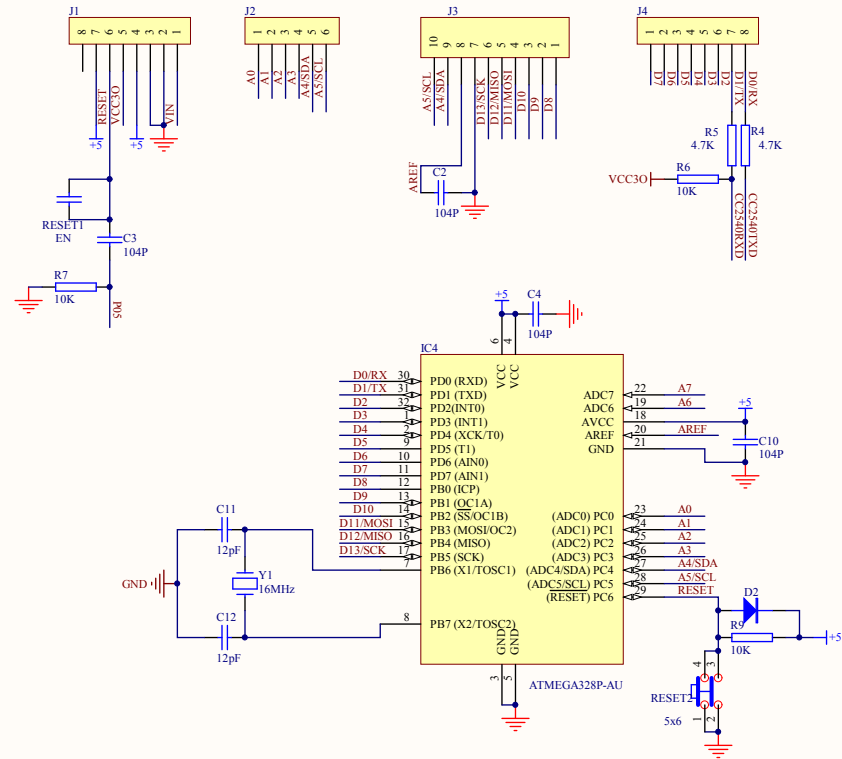 J1
8
7
6
5
4
3
2
1
RESET
VCC3O
VIN
+5
+5
RESET1
EN
C3
104P
R7
10K
P05
J2
1
2
3
4
5
6
A0
A1
A2
A3
A4/SDA
A5/SCL
J3
10
9
8
7
6
5
4
3
2
1
A5/SCL
A4/SDA
D13/SCK
D12/MISO
D11/MOSI
D10
D9
D8
AREF
C2
104P
J4
1
2
3
4
5
6
7
8
D7
D6
D5
D4
D3
D2
D1/TX
D0/RX
R5
4.7K
R4
4.7K
R6
VCC3O
10K
CC2540RXD
CC2540TXD
+5
C4
104P
6
4
IC4
VCC
VCC
D0/RX 30 PD0 (RXD)
D1/TX 31 PD1 (TXD)
D2 32 PD2(INT0)
D3 1 PD3 (INT1)
D4 2 PD4 (XCK/T0)
D5 9 PD5 (T1)
D6 10 PD6 (AIN0)
D7 11 PD7 (AIN1)
D8 12 PB0 (ICP)
D9 13 PB1 (OC1A)
D10 14 PB2 (SS/OC1B)
D11/MOSI 15 PB3 (MOSI/OC2)
D12/MISO 16 PB4 (MISO)
D13/SCK 17 PB5 (SCK)
7 PB6 (X1/TOSC1)
8 PB7 (X2/TOSC2)
ADC7 22 A7
ADC6 19 A6
AVCC 18
AREF 20 AREF
GND 21
+5
C10
104P
(ADC0) PC0 23 A0
(ADC1) PC1 24 A1
(ADC2) PC2 25 A2
(ADC3) PC3 26 A3
(ADC4/SDA) PC4 27 A4/SDA
(ADC5/SCL) PC5 28 A5/SCL
(RESET) PC6 29 RESET
GND
GND
3
5
ATMEGA328P-AU
C11
12pF
GND
Y1
16MHz
C12
12pF
D2
R9
10K
+5
4
3
RESET2
5x6
1
2